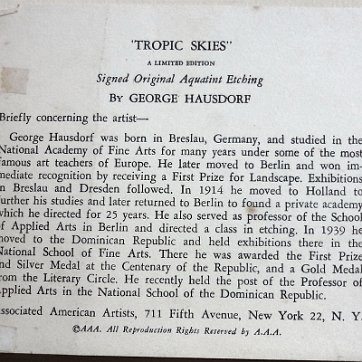 'TROPIC SKIES"
A LIMITED EDITION
Signed Original Aquatint Etching
By GEORGE HAUSDORF
Briefly concerning the artist—
George Hausdorf was born in Breslau, Germany, and studied in the
National Academy of Fine Arts for many years under some of the most
famous art teachers of Europe. He later moved to Berlin and won im-
mediate recognition by receiving a First Prize for Landscape. Exhibitions
in Breslau and Dresden followed. In 1914 he moved to Holland to
further his studies and later returned to Berlin to found a private academy
which he directed for 25 years. He also served as professor of the School
of Applied Arts in Berlin and directed a class in etching. In 1939 he
moved to the Dominican Republic and held exhibitions there in the
National School of Fine Arts. There he was awarded the First Prize
and Silver Medal at the Centenary of the Republic, and a Gold Medal
from the Literary Circle. He recently held the post of the Professor of
Applied Arts in the National School of the Dominican Republic.
Associated American Artists, 711 Fifth Avenue, New York 22, N. Y.
©AAA. All Reproduction Rights Reserved by A.A.A.